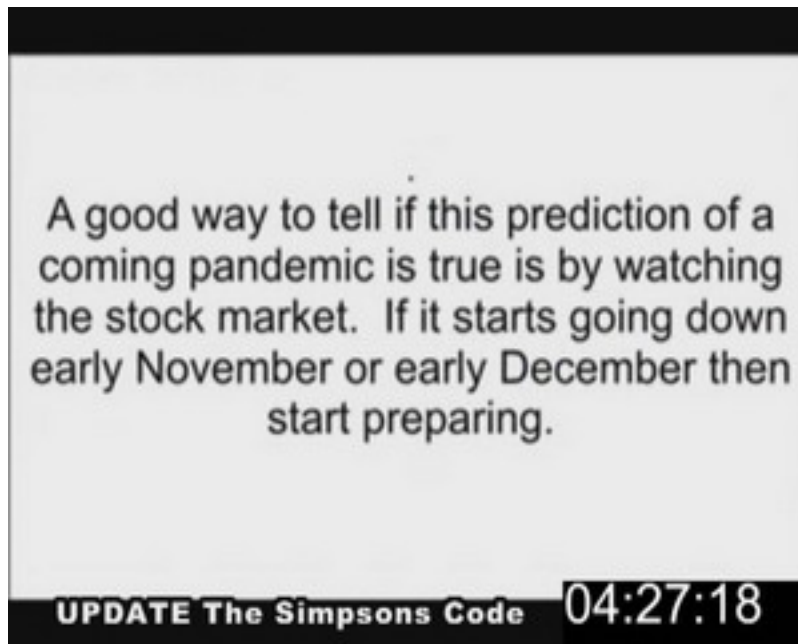 A good way to tell if this prediction of a
coming pandemic is true is by watching
the stock market.  If it starts going down
early November or early December then
start preparing.
UPDATE The Simpsons Code
04:27:18